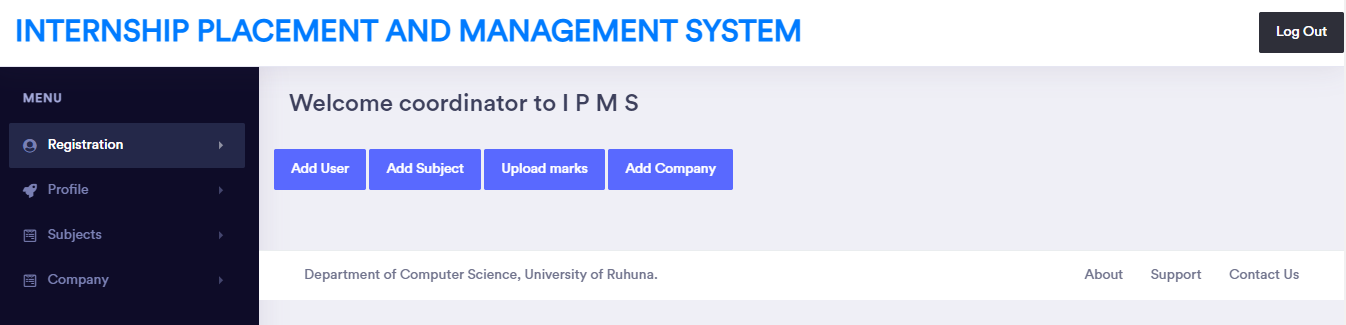 INTERNSHIP PLACEMENT AND MANAGEMENT SYSTEM
Log Out
MENU
Registration
Profile
Subjects
Company
Welcome coordinator to I P M S
Add User
Add Subject
Upload marks
Add Company
Department of Computer Science, University of Ruhuna.
About
Support
Contact Us